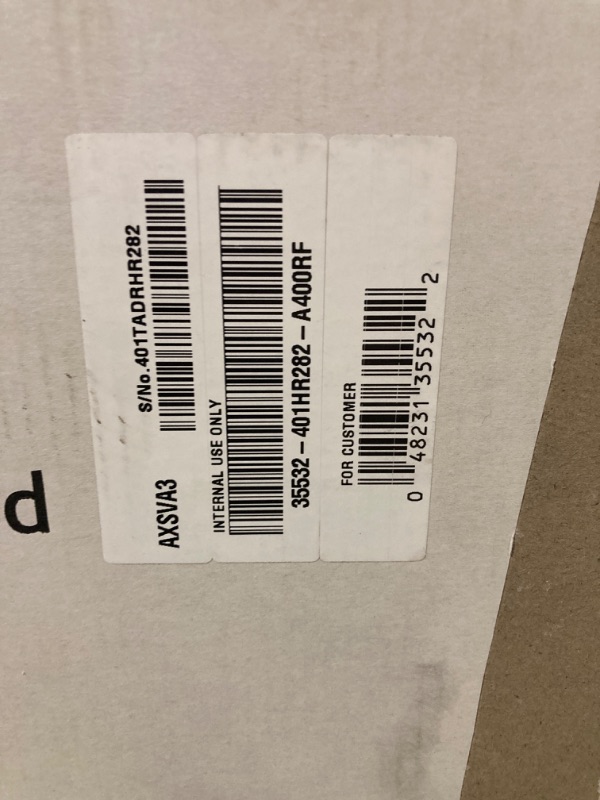 S/No.401TADRHR282
AXSVA3
INTERNAL USE ONLY
35532-401HR282-A400RF
FOR CUSTOMER
0 48231 35532 2
d